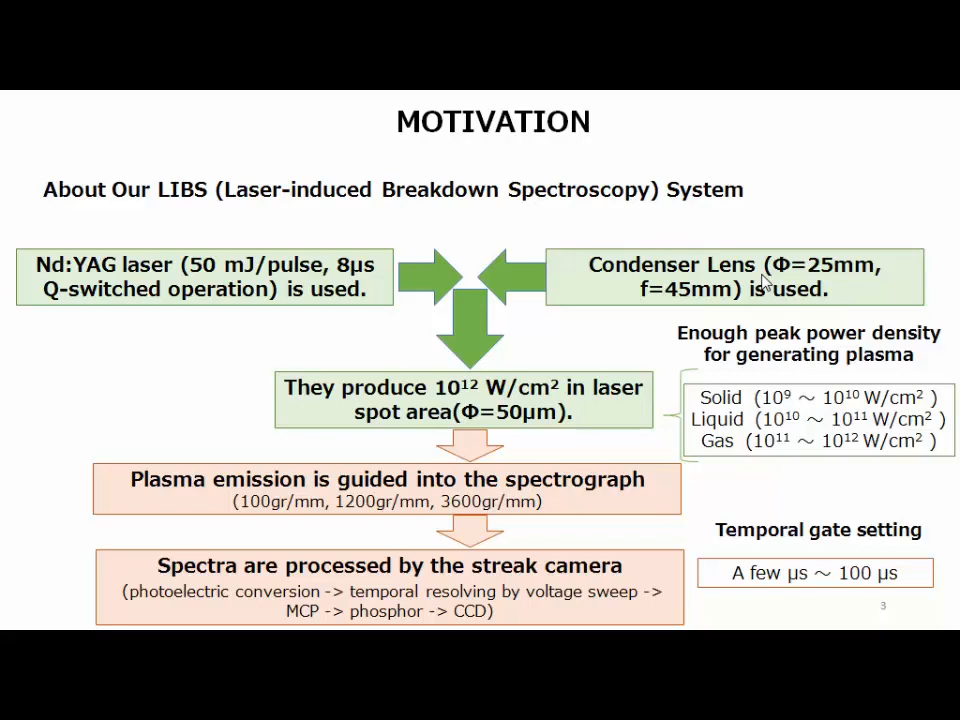 MOTIVATION
About Our LIBS (Laser-induced Breakdown Spectroscopy) System
Nd:YAG laser (50 mJ/pulse, 8μs
Q-switched operation) is used.
Condenser Lens (Φ=25mm,
f=45mm) is used.
Enough peak power density
for generating plasma
They produce 10¹² W/cm² in laser
spot area(Φ=50μm).
Solid (10⁹ ～ 10¹⁰ W/cm² )
Liquid (10¹⁰ ～ 10¹¹ W/cm² )
Gas (10¹¹ ～ 10¹² W/cm² )
Plasma emission is guided into the spectrograph
(100gr/mm, 1200gr/mm, 3600gr/mm)
Temporal gate setting
Spectra are processed by the streak camera
(photoelectric conversion -> temporal resolving by voltage sweep ->
MCP -> phosphor -> CCD)
A few μs ～ 100 μs
3